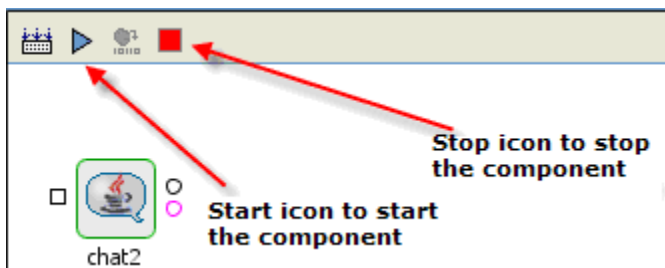 Stop icon to stop
the component
Start icon to start
the component
chat2